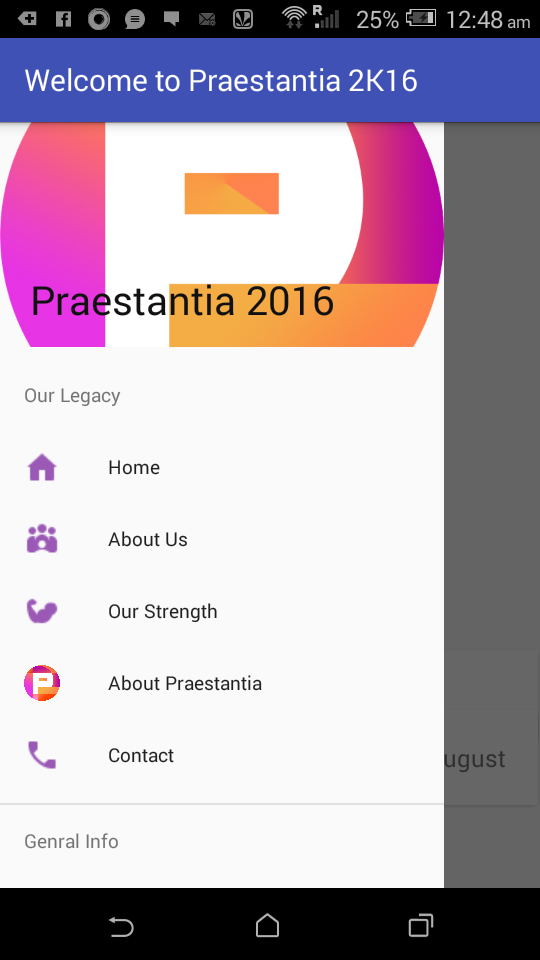 R 25% 12:48 am
Welcome to Praestantia 2K16
Praestantia 2016
Our Legacy
Home
About Us
Our Strength
About Praestantia
Contact
ugust
Genral Info